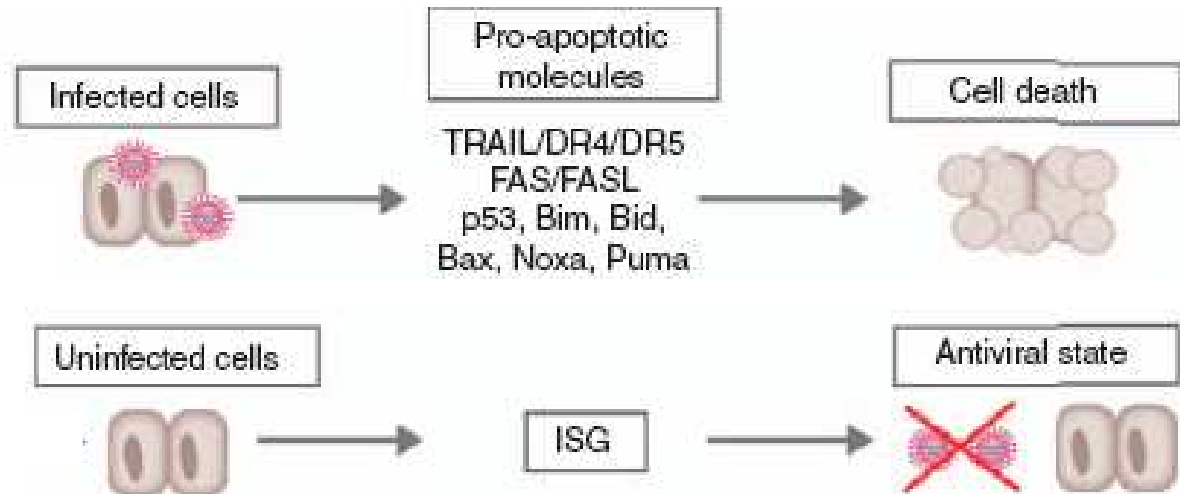 Infected cells
Pro-apoptotic
molecules
TRAIL/DR4/DR5
FAS/FASL
p53, Bim, Bid,
Bax, Noxa, Puma
Cell death
Uninfected cells
ISG
Antiviral state